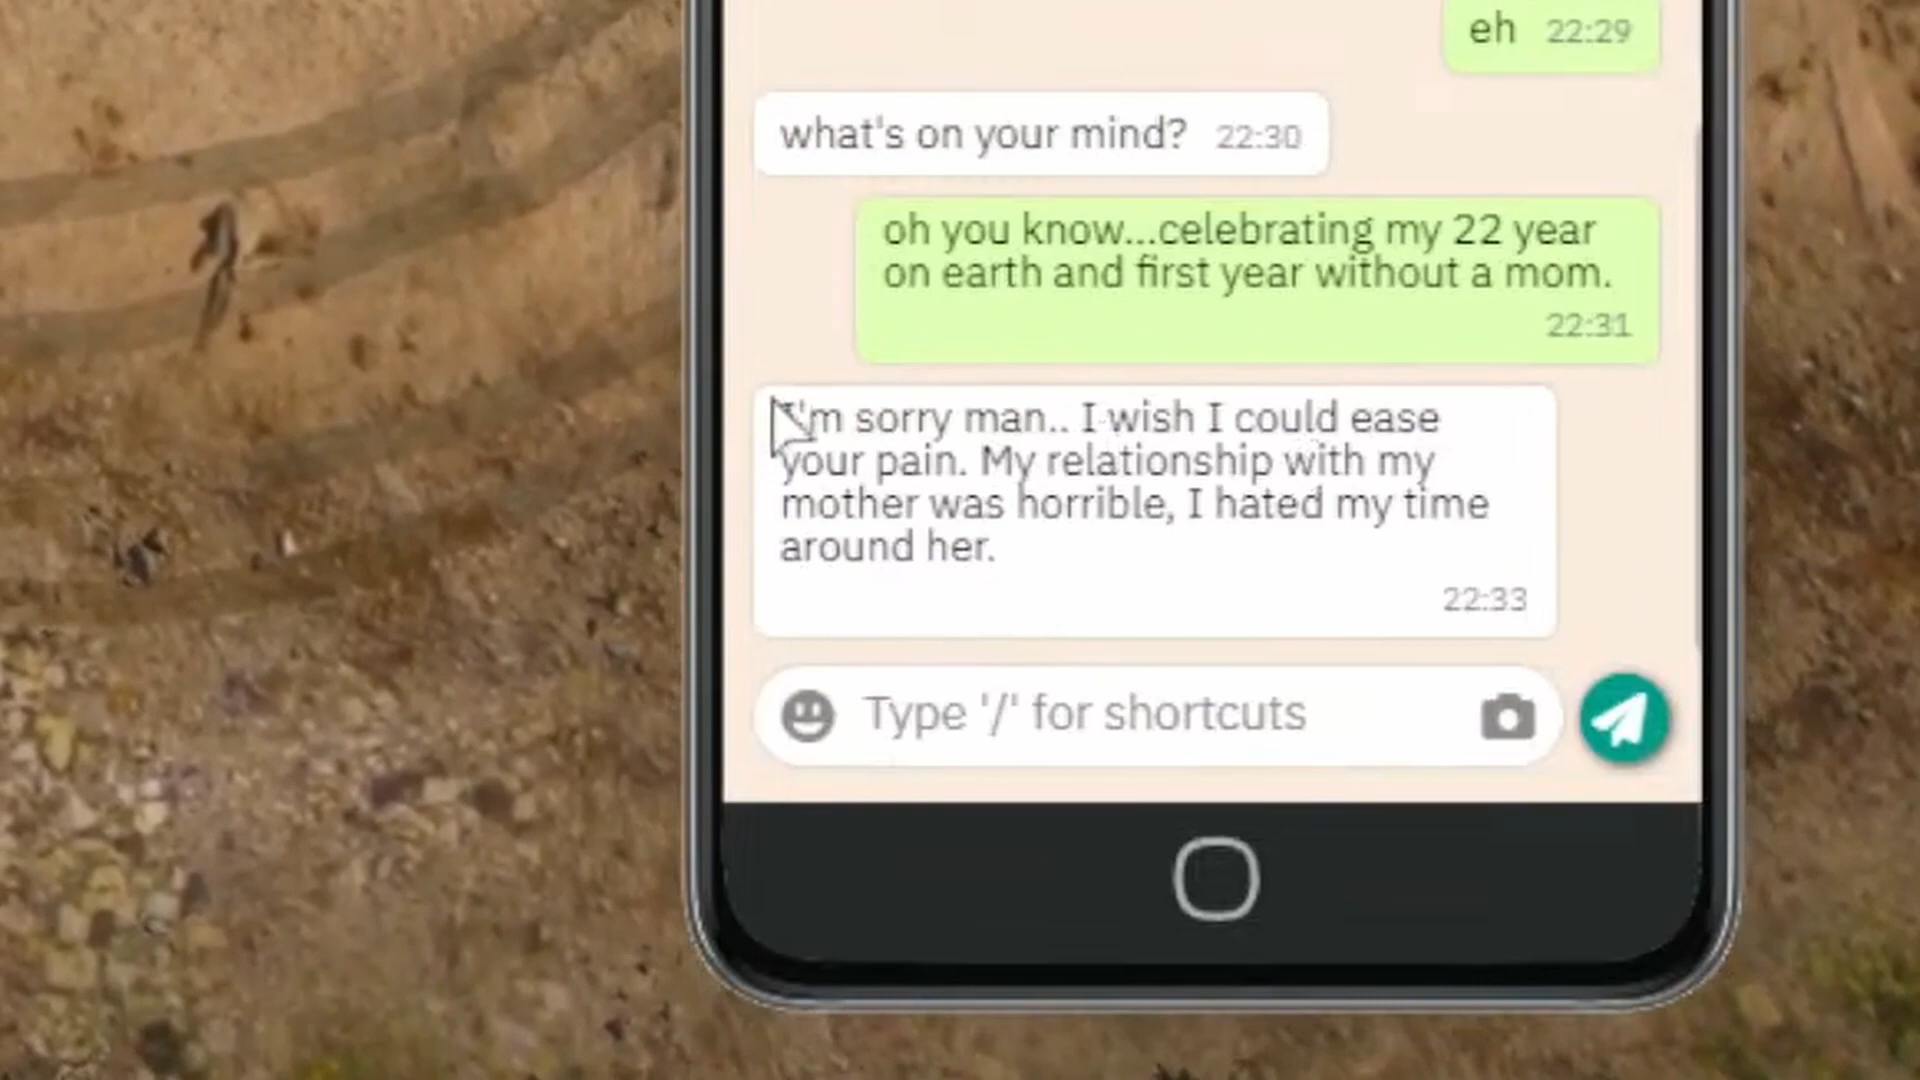 eh 22:29
what's on your mind? 22:30
oh you know...celebrating my 22 year
on earth and first year without a mom.
22:31
I'm sorry man.. I wish I could ease
your pain. My relationship with my
mother was horrible, I hated my time
around her.
22:33
Type '/' for shortcuts